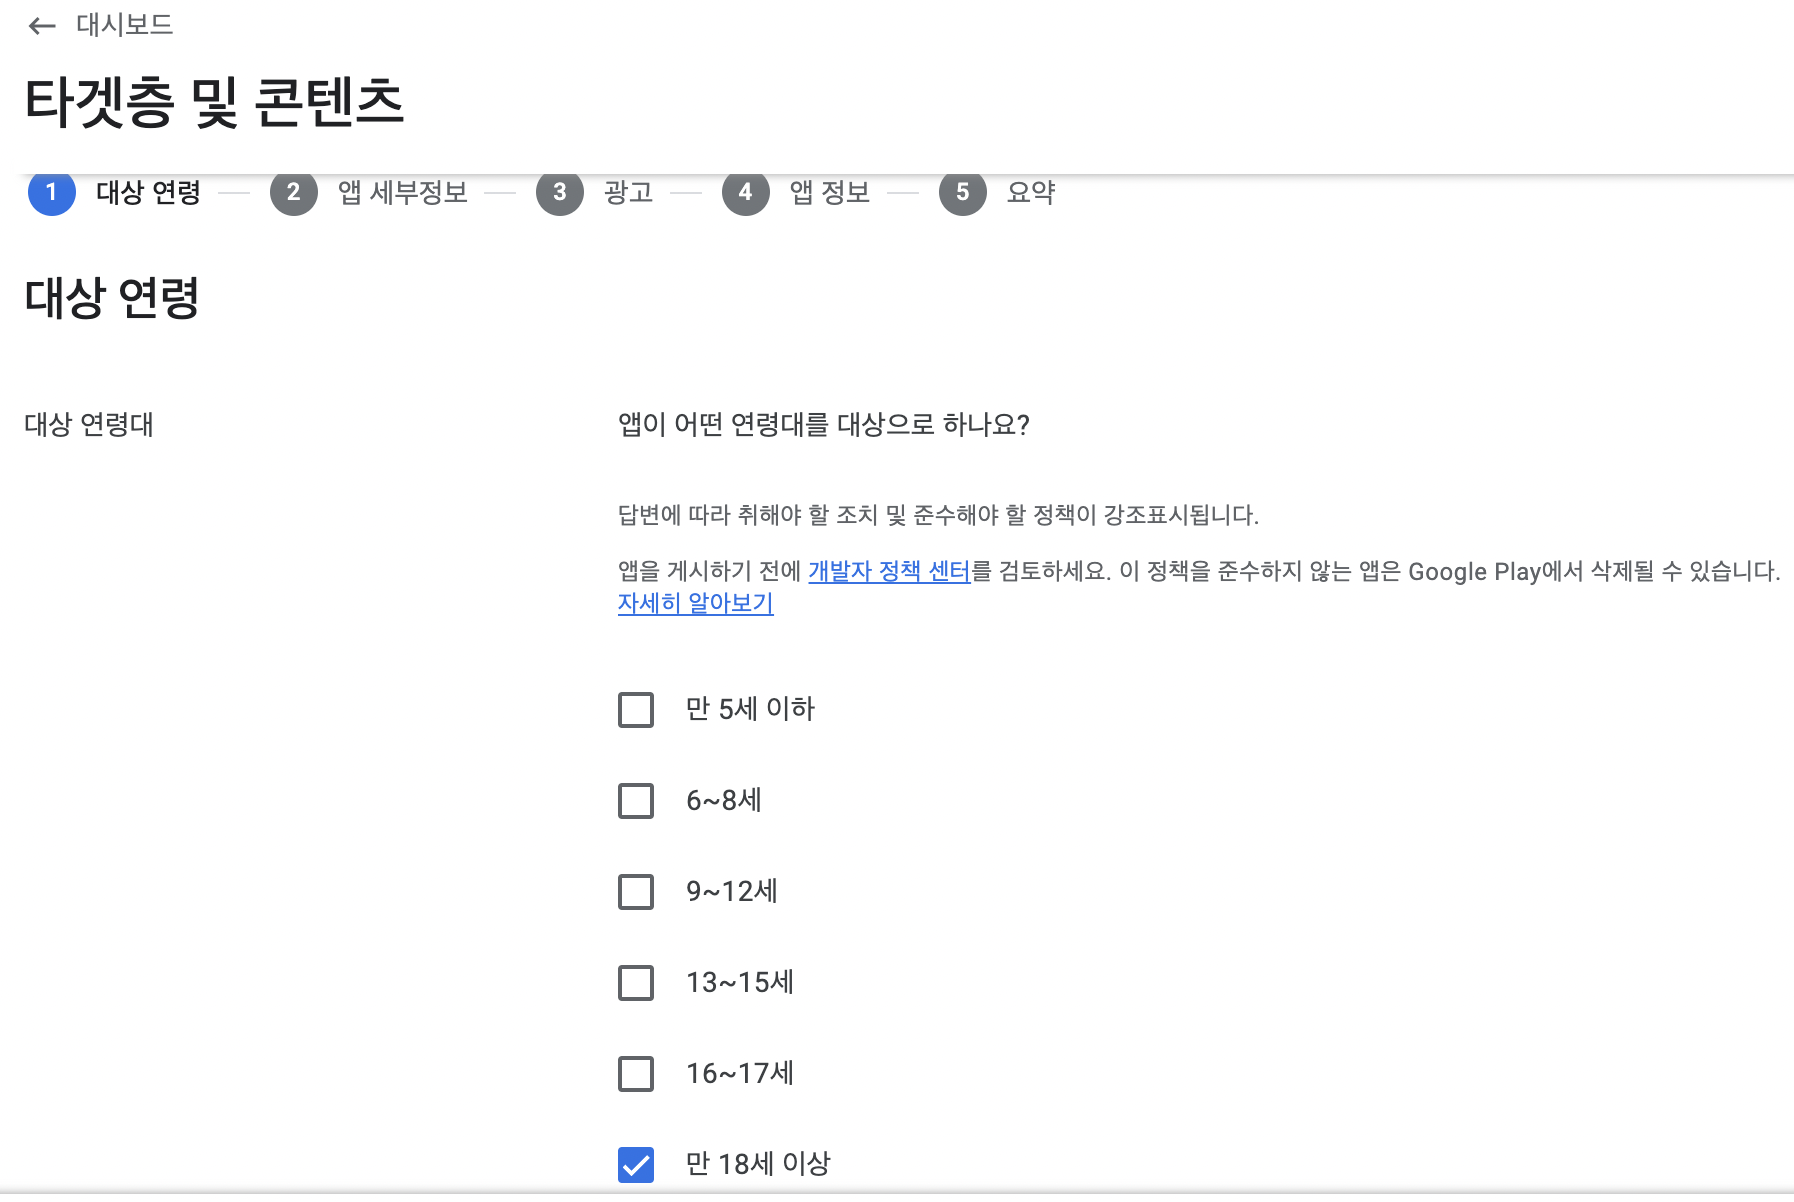 대시보드
타겟층 및 콘텐츠
1 대상 연령 2 앱 세부정보 3 광고 4 앱 정보 5 요약
대상 연령
대상 연령대
앱이 어떤 연령대를 대상으로 하나요?
답변에 따라 취해야 할 조치 및 준수해야 할 정책이 강조표시됩니다.
앱을 게시하기 전에 개발자 정책 센터를 검토하세요. 이 정책을 준수하지 않는 앱은 Google Play에서 삭제될 수 있습니다.
자세히 알아보기
만 5세 이하
6~8세
9~12세
13~15세
16~17세
만 18세 이상